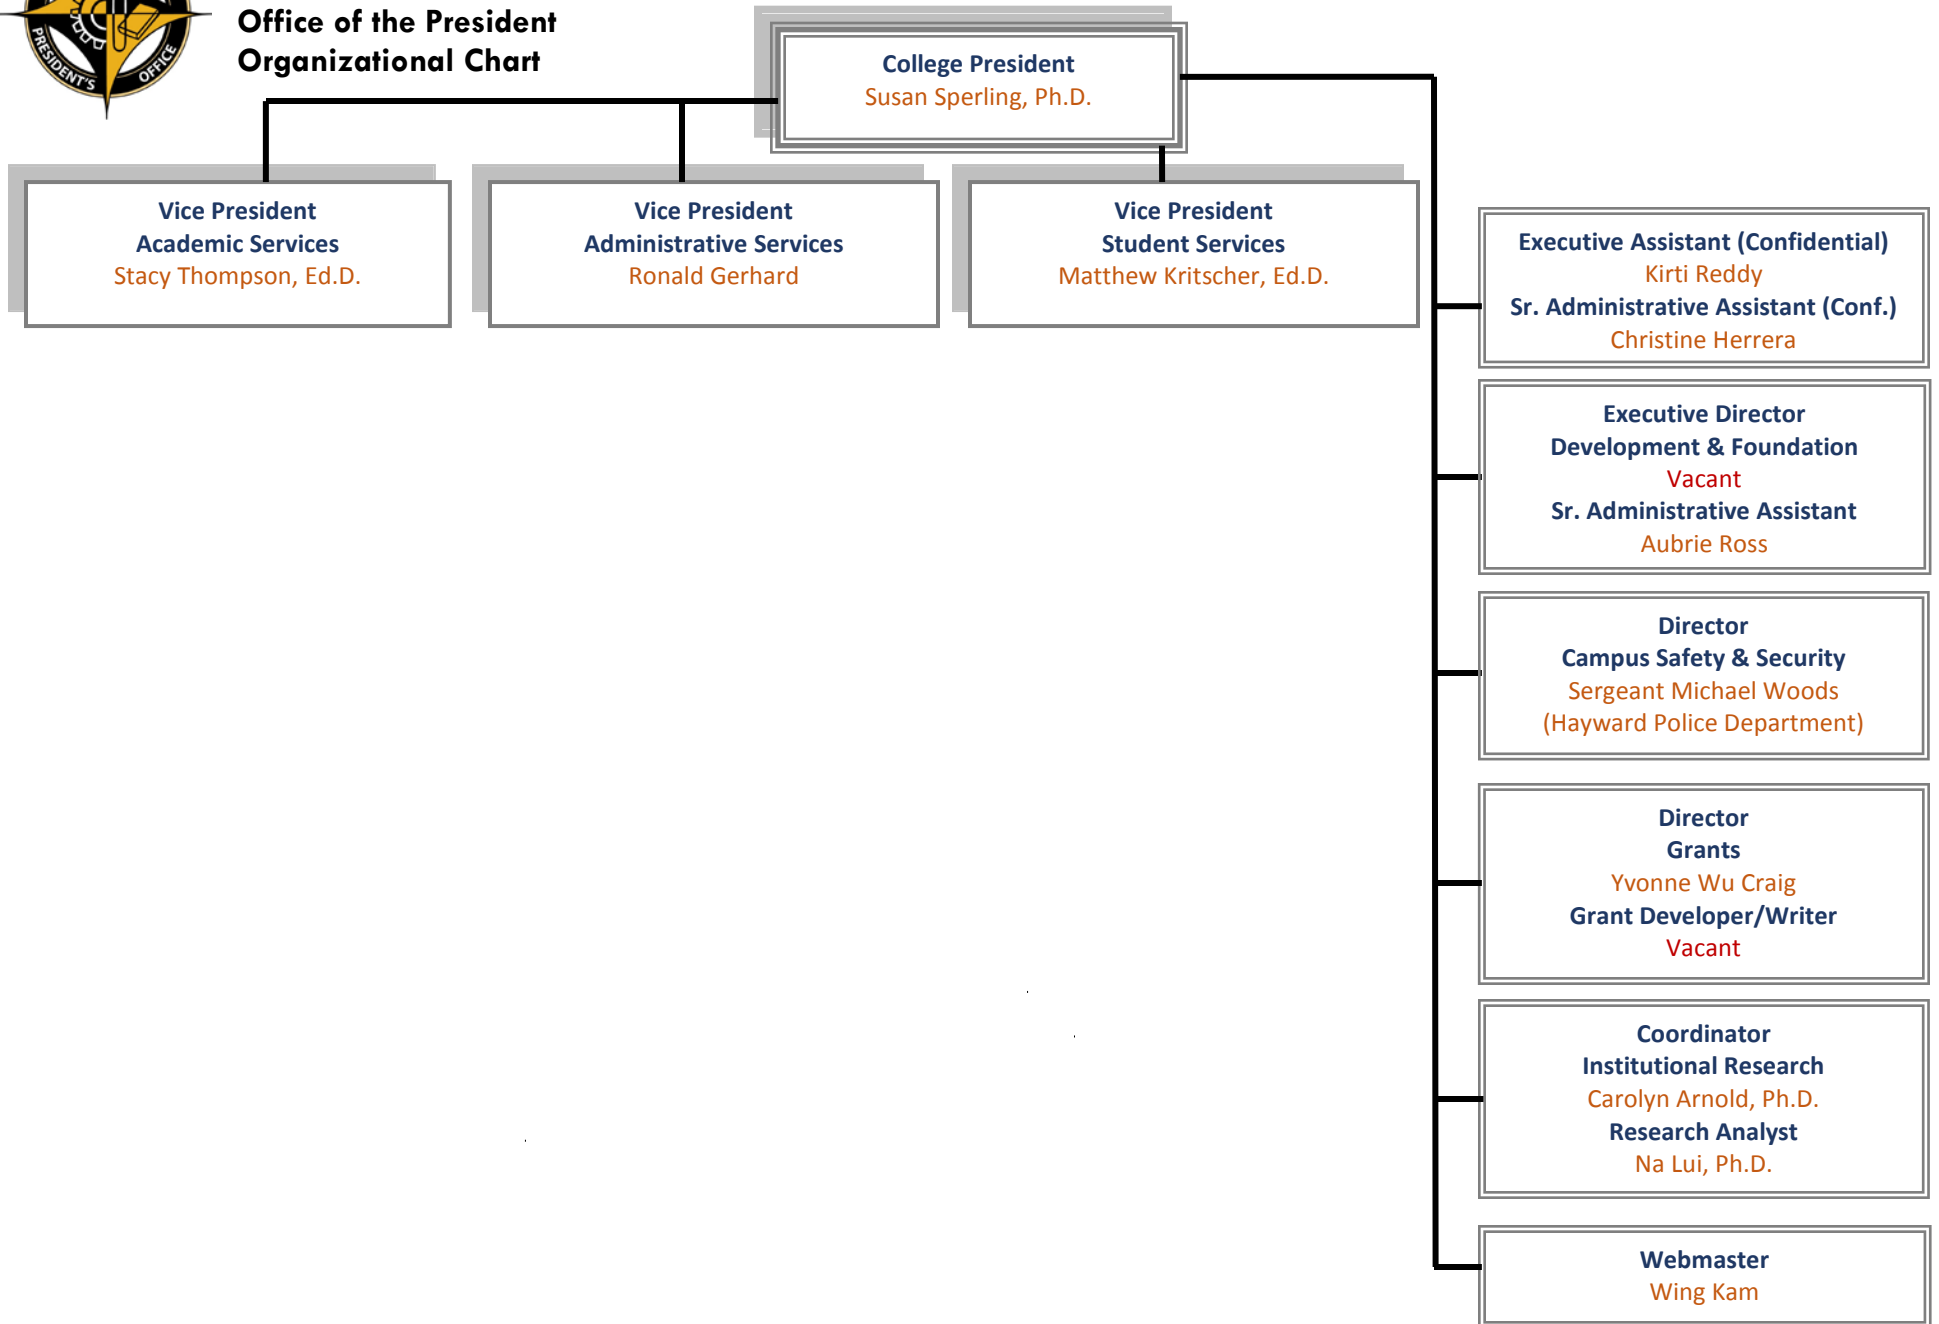 PRESIDENT'S OFFICE
Office of the President
Organizational Chart
College President
Susan Sperling, Ph.D.
Vice President
Academic Services
Stacy Thompson, Ed.D.
Vice President
Administrative Services
Ronald Gerhard
Vice President
Student Services
Matthew Kritscher, Ed.D.
Executive Assistant (Confidential)
Kirti Reddy
Sr. Administrative Assistant (Conf.)
Christine Herrera
Executive Director
Development & Foundation
Vacant
Sr. Administrative Assistant
Aubrie Ross
Director
Campus Safety & Security
Sergeant Michael Woods
(Hayward Police Department)
Director
Grants
Yvonne Wu Craig
Grant Developer/Writer
Vacant
Coordinator
Institutional Research
Carolyn Arnold, Ph.D.
Research Analyst
Na Lui, Ph.D.
Webmaster
Wing Kam